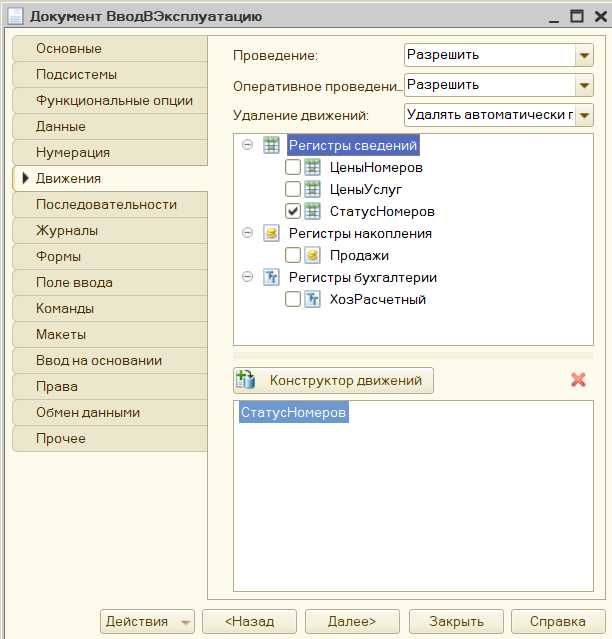 Документ ВводВЭксплуатацию
Основные
Подсистемы
Функциональные опции
Данные
Нумерация
Движения
Последовательности
Журналы
Формы
Поле ввода
Команды
Макеты
Ввод на основании
Права
Обмен данными
Прочее
Проведение: Разрешить
Оперативное проведени... Разрешить
Удаление движений: Удалять автоматически г
Регистры сведений
ЦеныНомеров
ЦеныУслуг
СтатусНомеров
Регистры накопления
Продажи
Регистры бухгалтерии
ХозРасчетный
Конструктор движений
СтатусНомеров
Действия <Назад Далее> Закрыть Справка